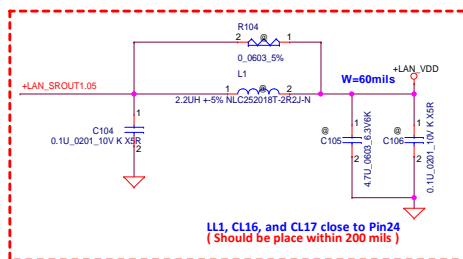 R104
2 @ 1
0_0603_5%
+LAN_SROUT1.05
L1
1 @ 2
2.2UH +-5% NLC252018T-2R2J-N
W=60mils
+LAN_VDD
1
C104
0.1U_0201_10V K X5R
2
@
1
C105
2
4.7U_0603_6.3V6K
@
1
C106
2
0.1U_0201_10V K X5R
LL1, CL16, and CL17 close to Pin24
( Should be place within 200 mils )